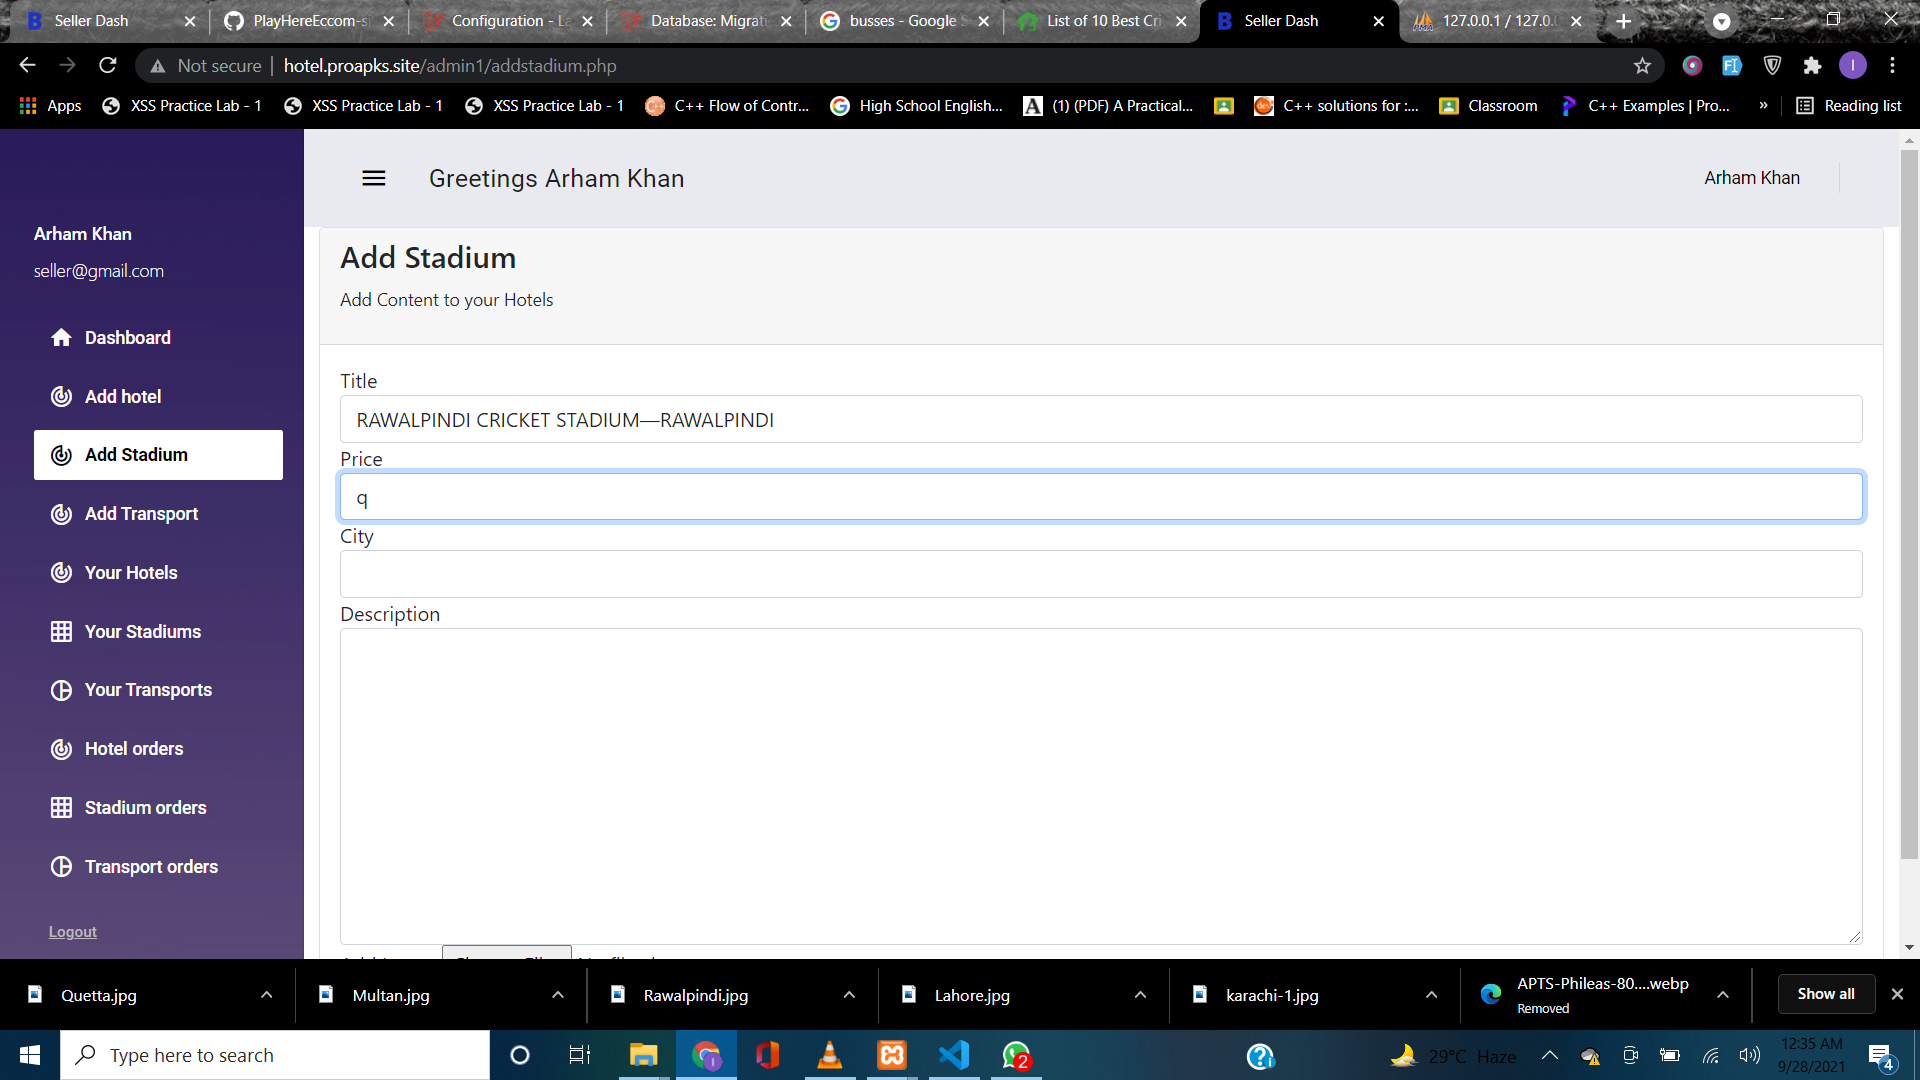 Seller Dash
PlayHereEccom-s
Configuration - La
Database: Migrati
busses - Google S
List of 10 Best Cri
Seller Dash
127.0.0.1 / 127.0.
Not secure
hotel.proapks.site/admin1/addstadium.php
Apps
XSS Practice Lab - 1
XSS Practice Lab - 1
XSS Practice Lab - 1
C++ Flow of Contr...
High School English...
(1) (PDF) A Practical...
C++ solutions for :...
Classroom
C++ Examples | Pro...
»
Reading list
Greetings Arham Khan
Arham Khan
Arham Khan
seller@gmail.com
Dashboard
Add hotel
Add Stadium
Add Transport
Your Hotels
Your Stadiums
Your Transports
Hotel orders
Stadium orders
Transport orders
Logout
Add Stadium
Add Content to your Hotels
Title
RAWALPINDI CRICKET STADIUM—RAWALPINDI
Price
q
City
Description
Quetta.jpg
Multan.jpg
Rawalpindi.jpg
Lahore.jpg
karachi-1.jpg
APTS-Phileas-80....webp
Removed
Show all
Type here to search
2
29°C Haze
12:35 AM
9/28/2021
4